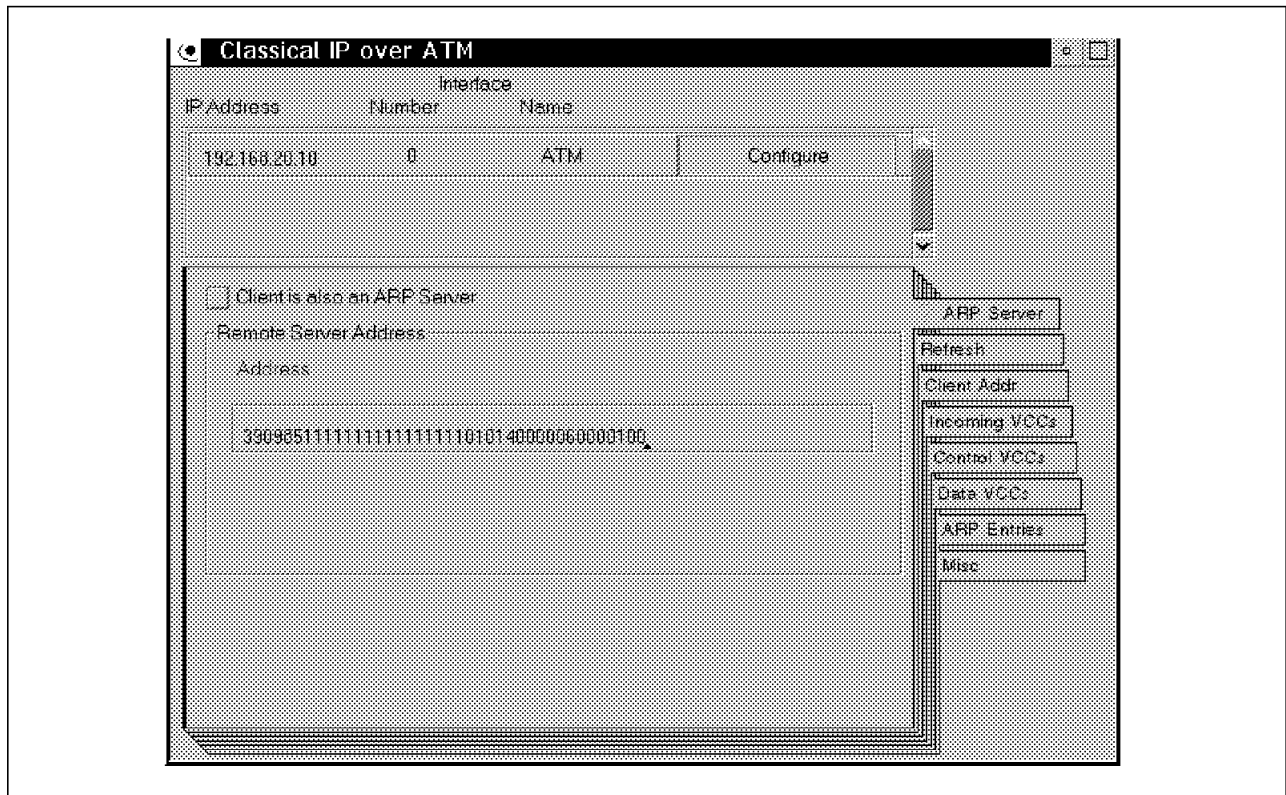 Classical IP over ATM
Interface
IP Address Number Name
192.168.20.10 0 ATM Configure
Client is also an ARP Server
Remote Server Address
Address
3909851111111111111111010140000006000100
ARP Server
Refresh
Client Addr
Incoming VCCs
Control VCCs
Data VCCs
ARP Entries
Misc